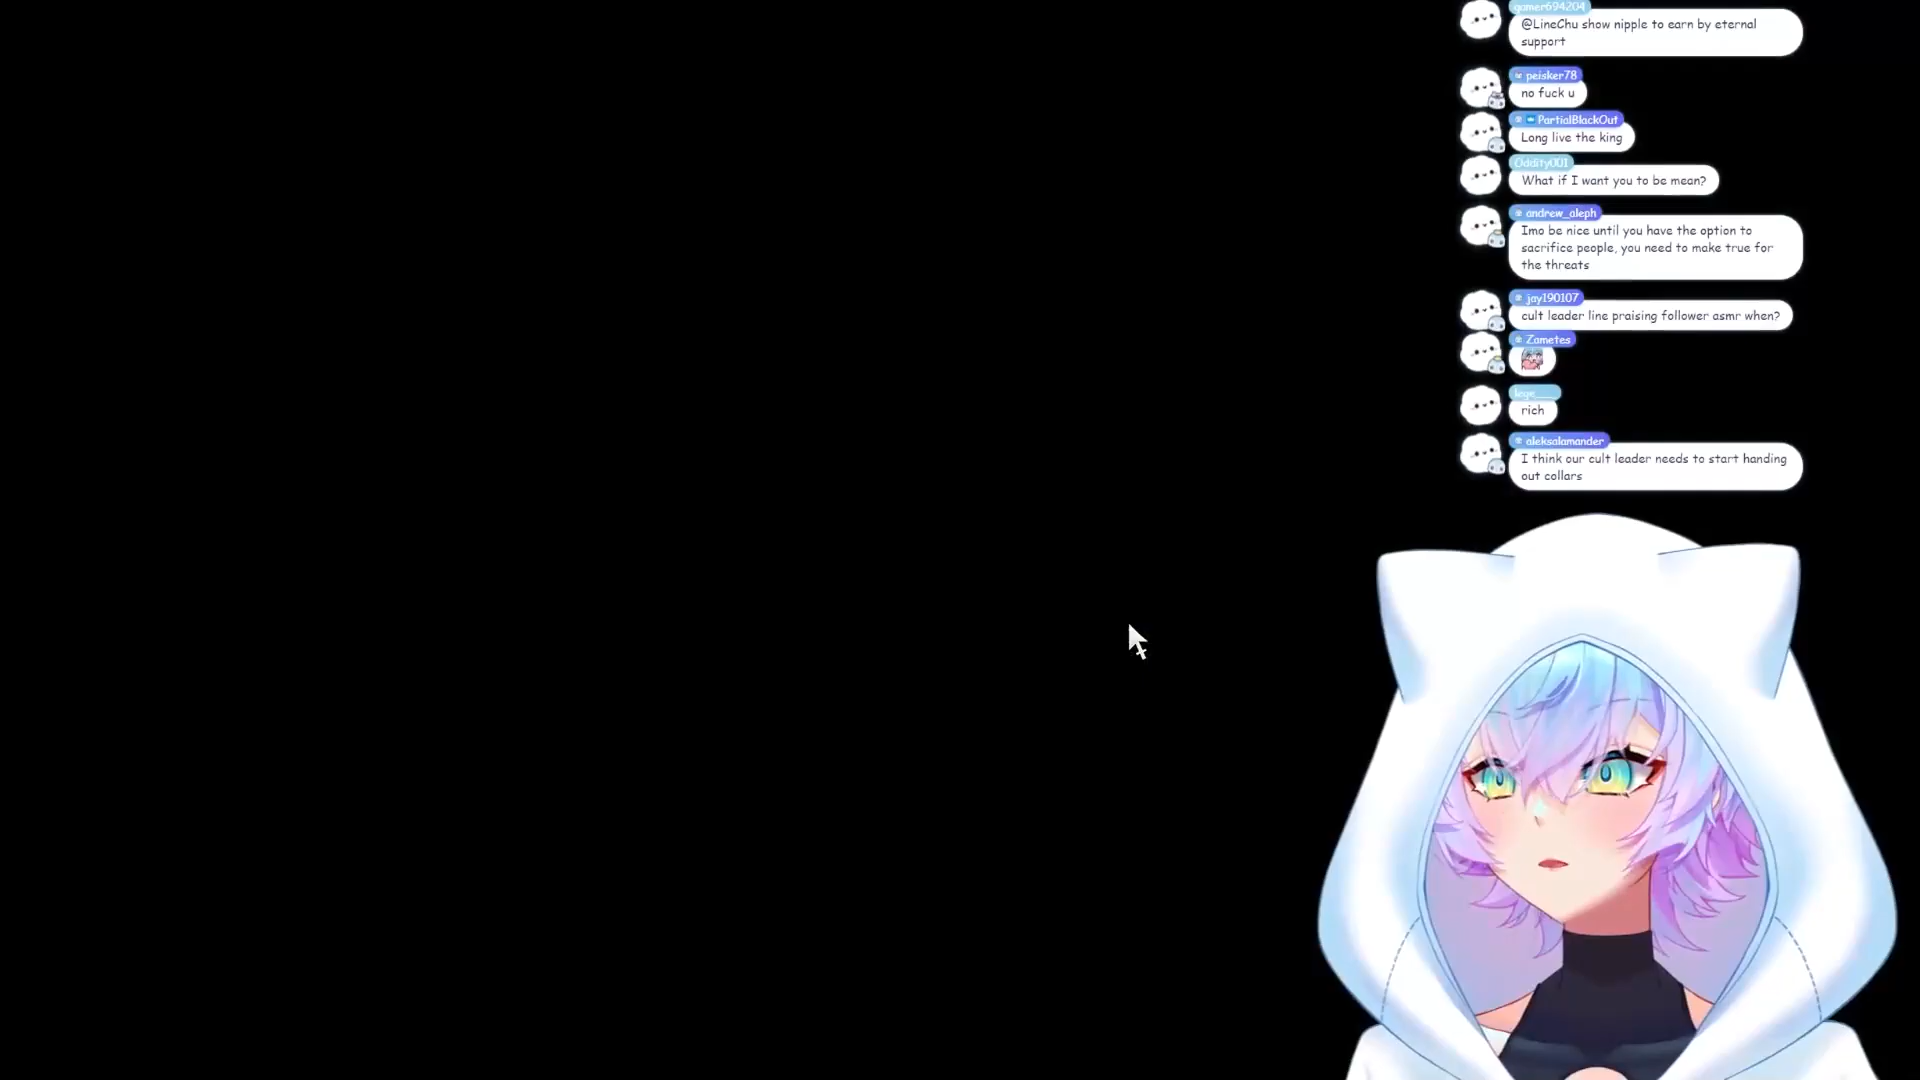 gamer694204
@LineChu show nipple to earn by eternal
support
peisker78
no fuck u
PartialBlackOut
Long live the king
Oddity001
What if I want you to be mean?
andrew_aleph
Imo be nice until you have the option to
sacrifice people, you need to make true for
the threats
jay190107
cult leader line praising follower asmr when?
Zametes
rich
aleksalamander
I think our cult leader needs to start handing
out collars